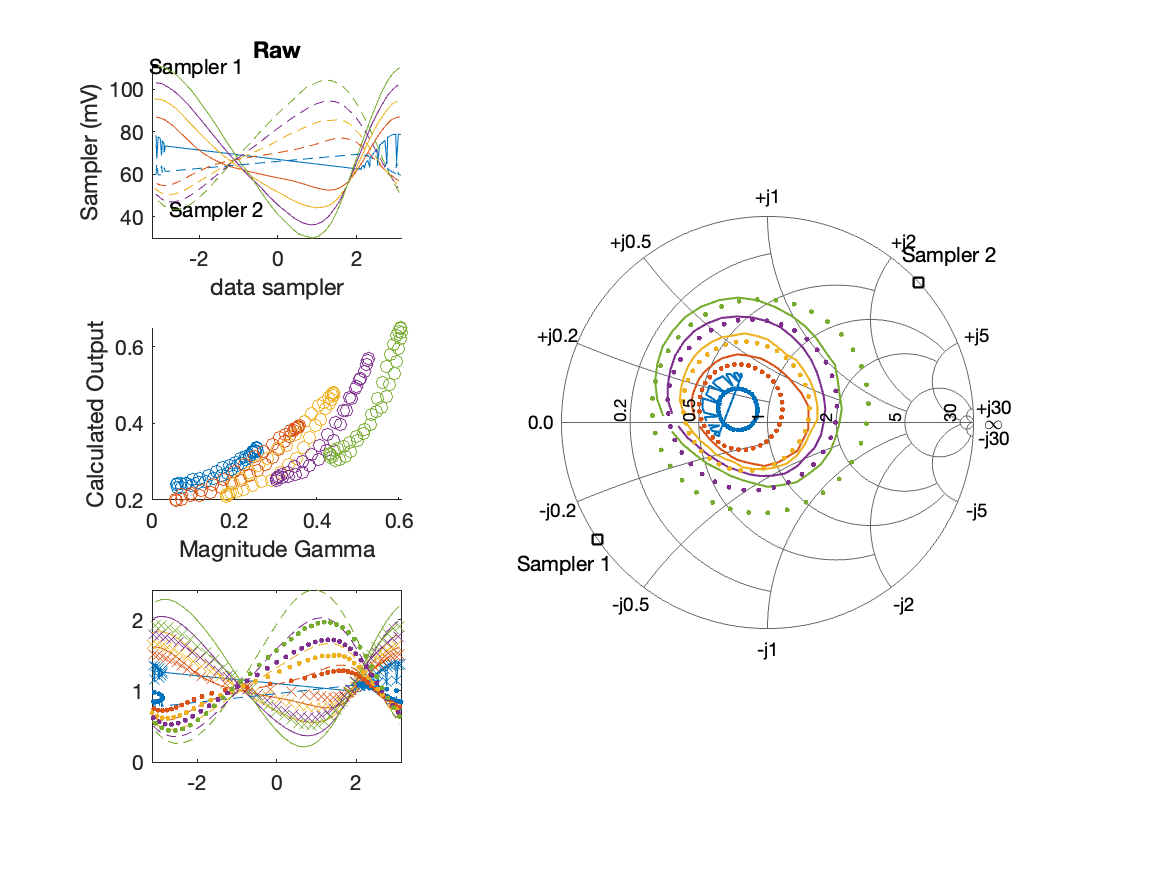 Raw
Sampler 1
100
80
60
40
Sampler (mV)
Sampler 2
-2
0
2
data sampler
0.6
0.4
0.2
Calculated Output
0
0.2
0.4
0.6
Magnitude Gamma
2
1
0
-2
0
2
+j1
+j0.5
+j2
Sampler 2
+j0.2
+j5
0.0
0.2
0.5
1
2
5
30
+j30
∞
-j30
-j0.2
-j5
Sampler 1
-j0.5
-j2
-j1